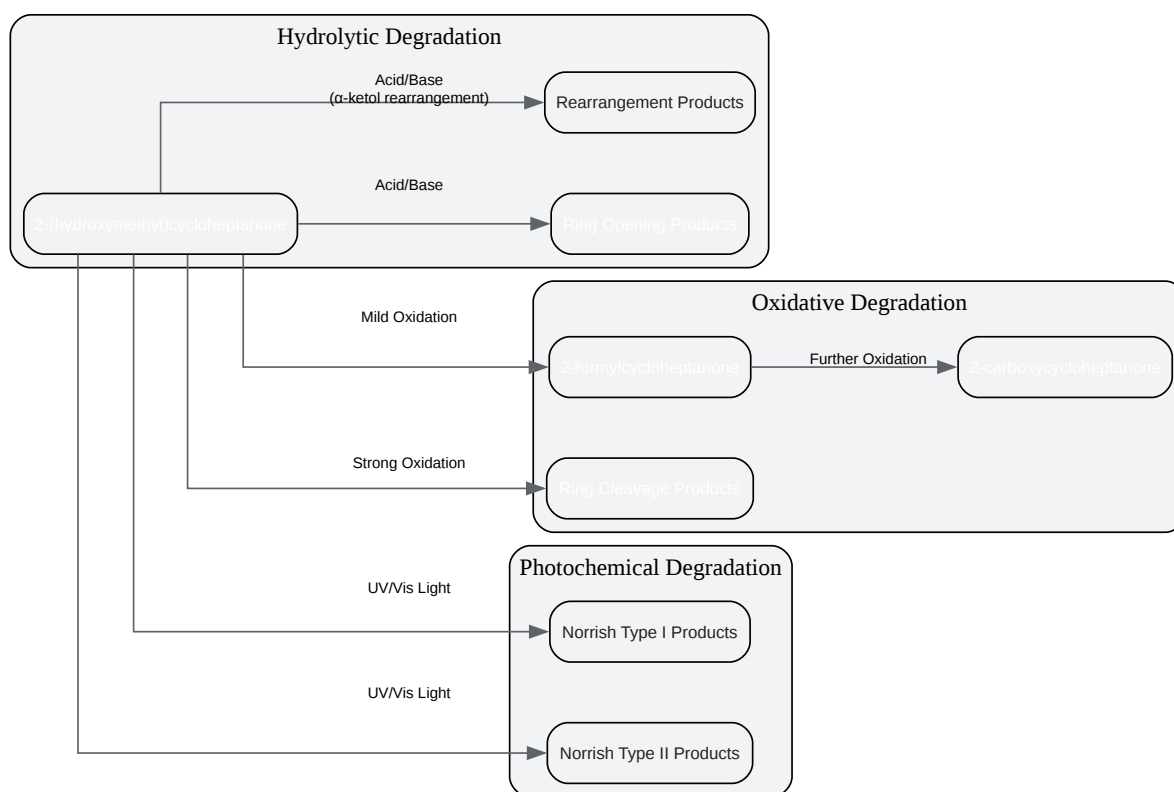 Hydrolytic Degradation
Acid/Base
(α-ketol rearrangement)
Rearrangement Products
Acid/Base
2-(hydroxymethyl)cycloheptanone
Ring Opening Products
Oxidative Degradation
Mild Oxidation
2-formylcycloheptanone
Further Oxidation
2-carboxycycloheptanone
Strong Oxidation
Ring Cleavage Products
Photochemical Degradation
UV/Vis Light
Norrish Type I Products
UV/Vis Light
Norrish Type II Products